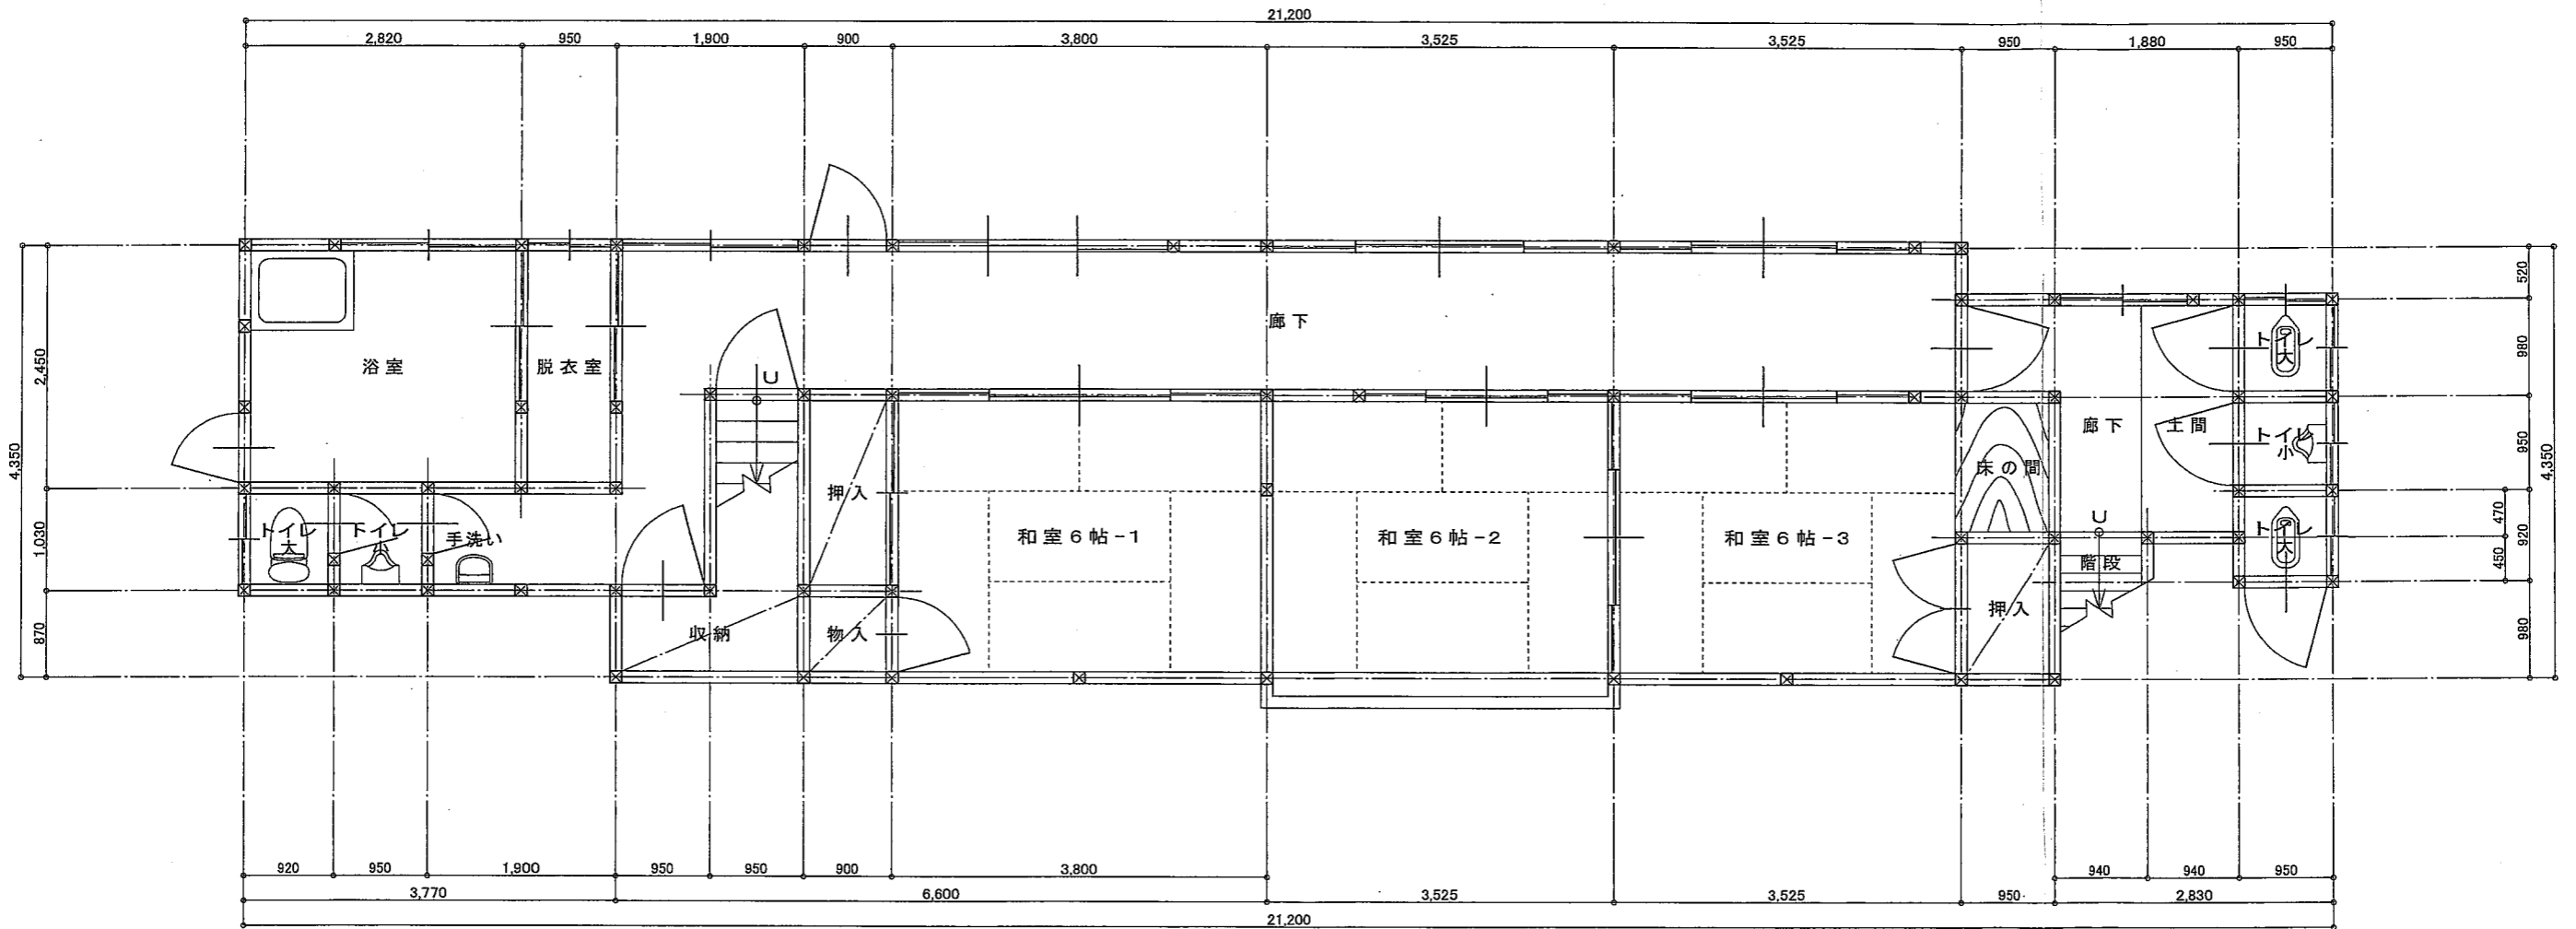 21,200
2,820 950 1,900 900 3,800 3,525 3,525 950 1,880 950
520
980
950
470
920
450
980
4,350
2,450
1,030
870
4,350
廊下
浴室
脱衣室
U
押入
廊下
土間
床の間
トイレ
大
トイレ
小
トイレ
大
トイレ
大
トイレ
小
手洗い
和室6帖-1
和室6帖-2
和室6帖-3
U
階段
押入
収納
物入
920 950 1,900 950 950 900 3,800 940 940 950
3,770 6,600 3,525 3,525 950 2,830
21,200